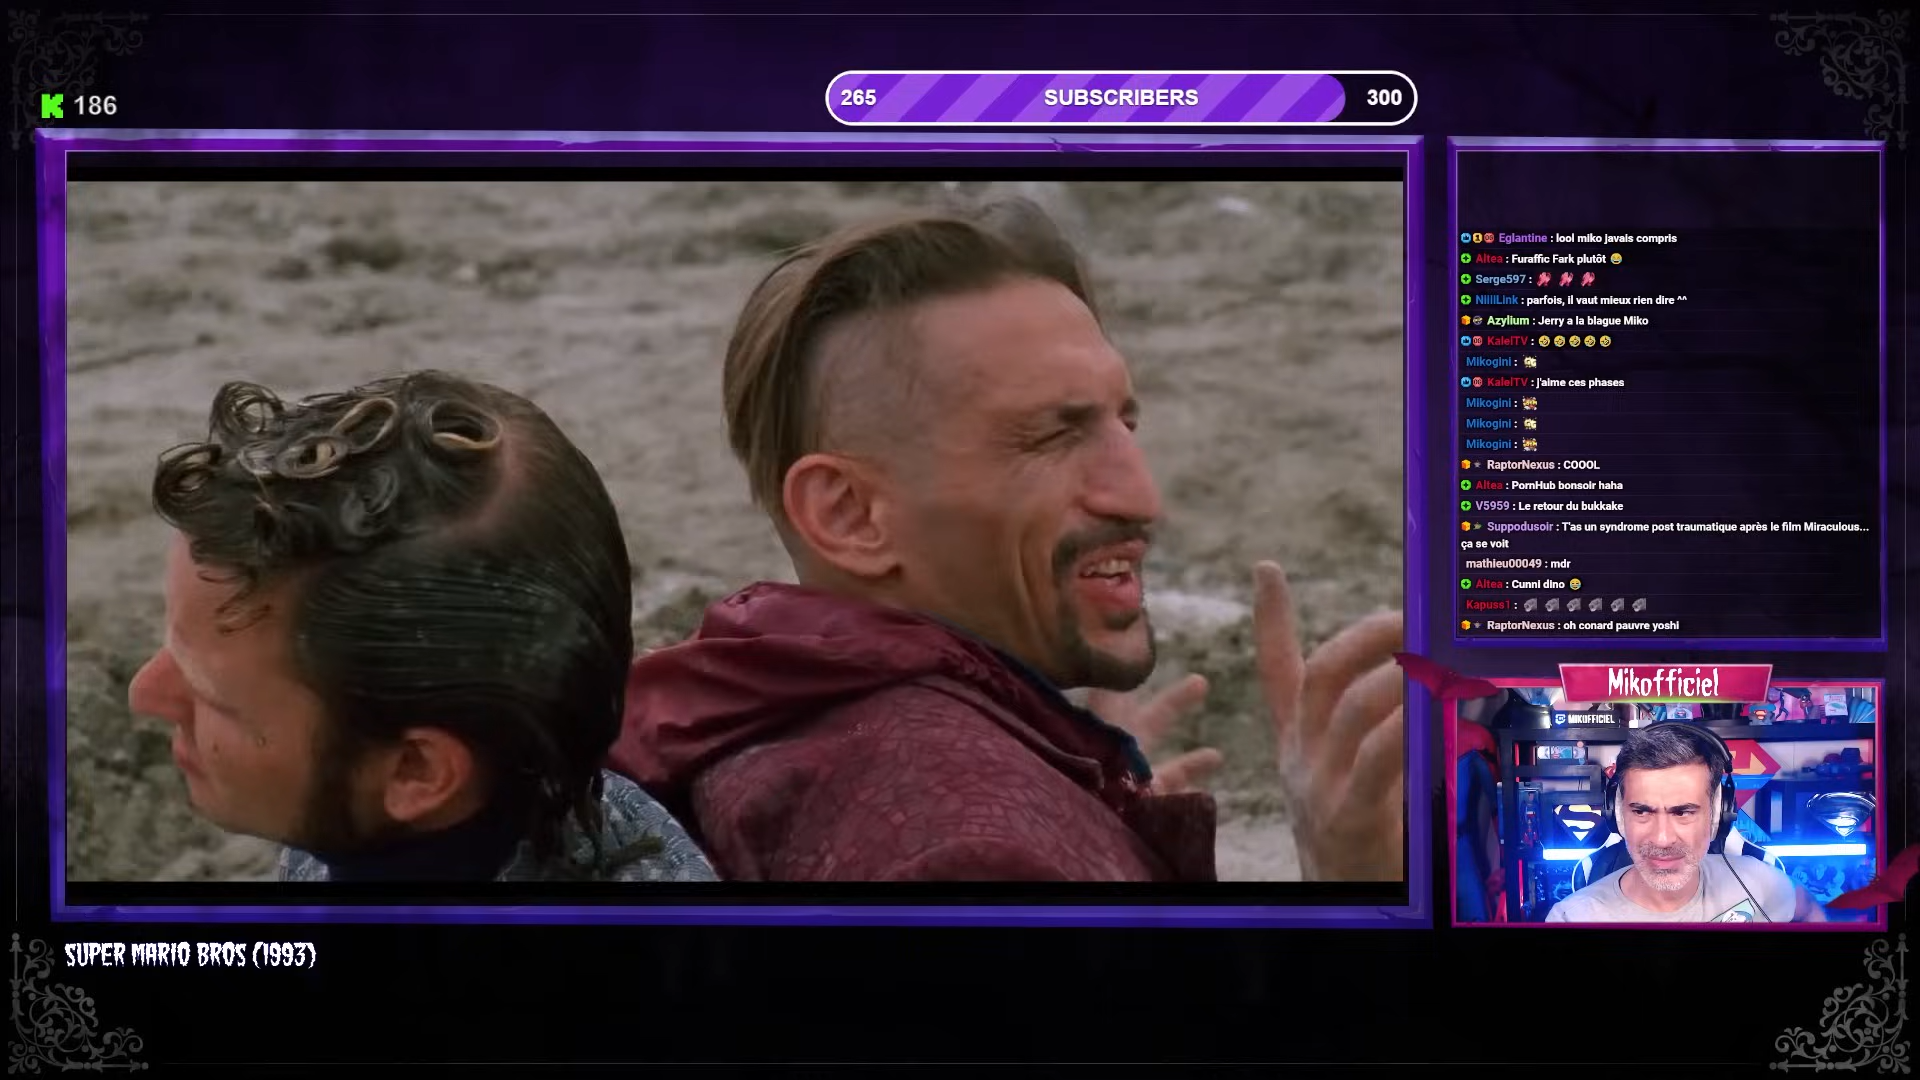 186
265 SUBSCRIBERS 300
Eglantine : lool miko javais compris
Altea : Furaffic Fark plutôt
Serge597 :
NiiliLink : parfois, il vaut mieux rien dire ^^
Azylium : Jerry a la blague Miko
KalelTV :
Mikogini :
KalelTV : j'aime ces phases
Mikogini :
Mikogini :
Mikogini :
RaptorNexus : COOOL
Altea : PornHub bonsoir haha
V5959 : Le retour du bukkake
Suppodusoir : T'as un syndrome post traumatique après le film Miraculous...
ça se voit
mathieu00049 : mdr
Altea : Cunni dino
Kapuss1 :
RaptorNexus : oh conard pauvre yoshi
Mikofficiel
MIKOFFICIEL
SUPER MARIO BROS (1993)